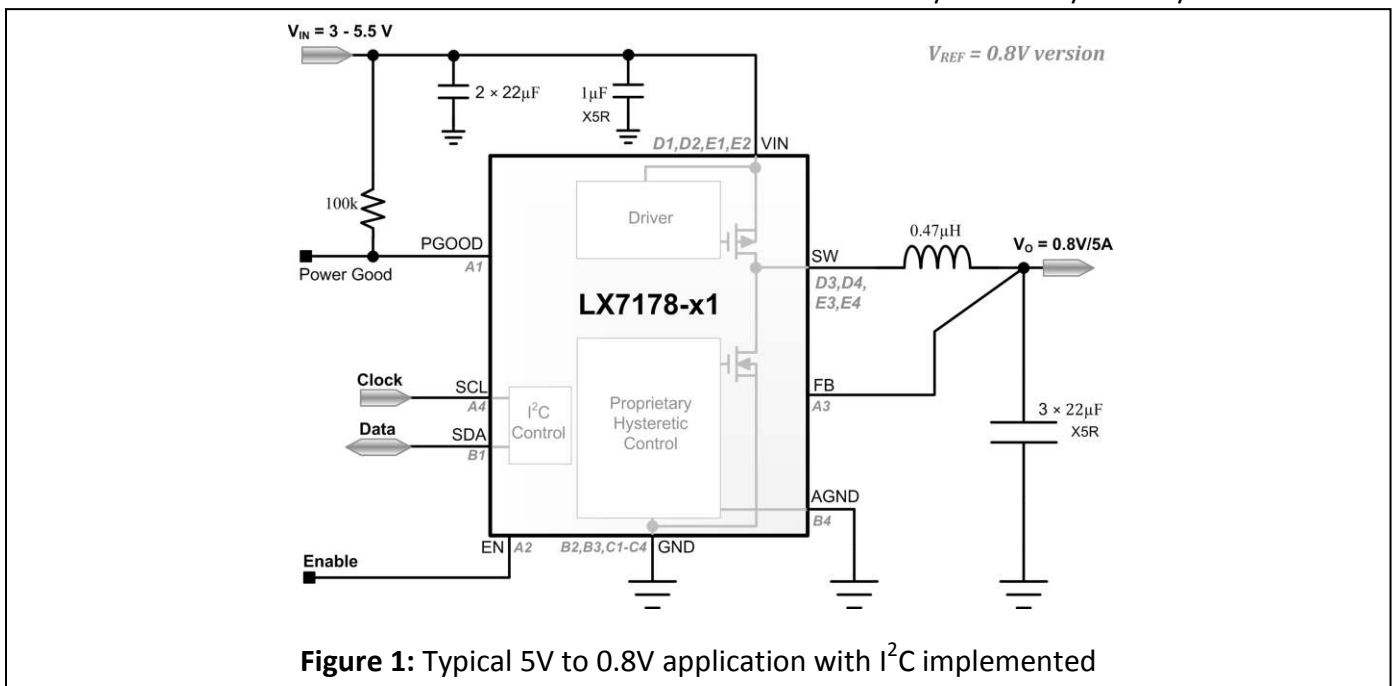 V_IN = 3 - 5.5 V
V_REF = 0.8V version
2 × 22µF
1µF
X5R
D1,D2,E1,E2
VIN
100k
Driver
PGOOD
A1
Power Good
SW
D3,D4,
E3,E4
0.47µH
V_O = 0.8V/5A
LX7178-x1
Clock
SCL
A4
Data
SDA
B1
I²C
Control
Proprietary
Hysteretic
Control
FB
A3
3 × 22µF
X5R
AGND
B4
EN
A2
B2,B3,C1-C4
GND
Enable
Figure 1: Typical 5V to 0.8V application with I²C implemented